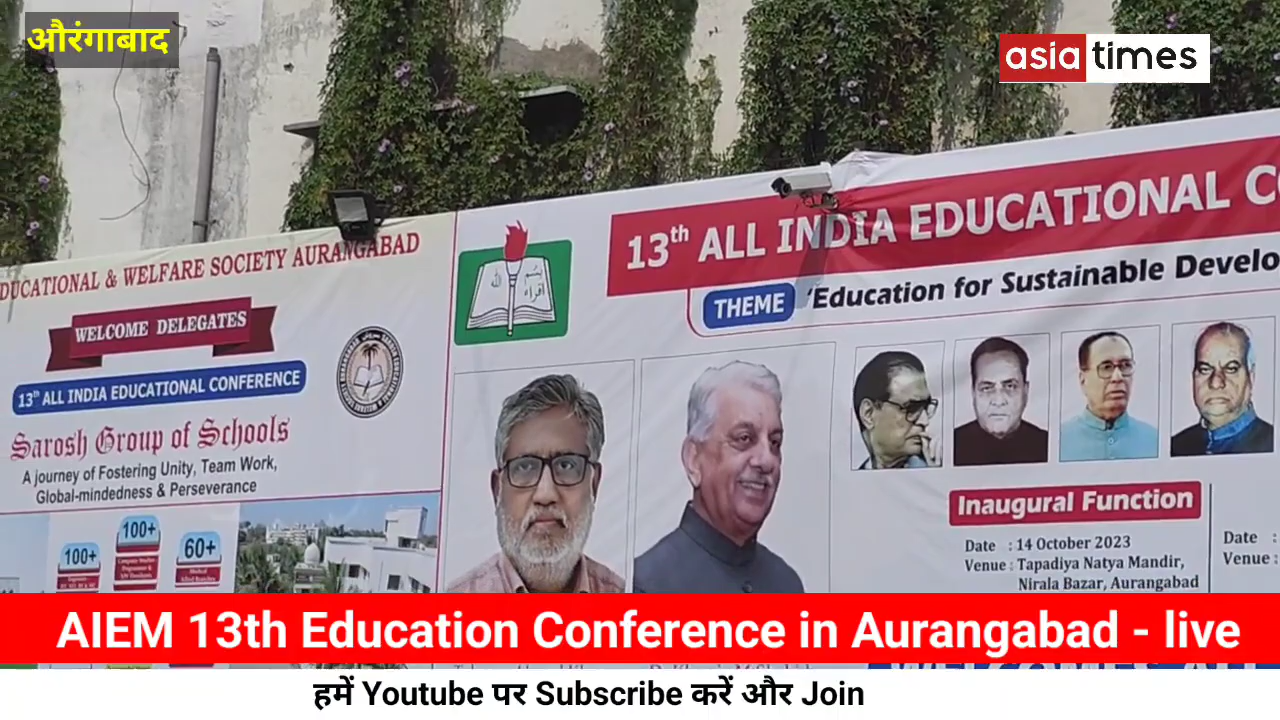 औरंगाबाद
asia times
DUCATIONAL & WELFARE SOCIETY AURANGABAD
WELCOME DELEGATES
13th ALL INDIA EDUCATIONAL CONFERENCE
Sarosh Group of Schools
A journey of Fostering Unity, Team Work,
Global-mindedness & Perseverance
100+
100+
60+
13th ALL INDIA EDUCATIONAL CO
THEME 'Education for Sustainable Develo
Inaugural Function
Date : 14 October 2023
Venue : Tapadiya Natya Mandir,
Nirala Bazar, Aurangabad
Date :
Venue :
AIEM 13th Education Conference in Aurangabad - live
हमें Youtube पर Subscribe करें और Join